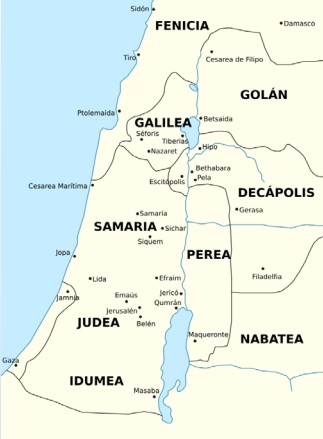 Sidón
FENICIA
Damasco
Tiro
Cesarea de Filipo
GOLÁN
Ptolemaida
GALILEA
Betsaida
Séforis
Tiberias
Nazaret
Hipo
Bethabara
Escitópolis
Pela
Cesarea Marítima
DECÁPOLIS
Samaria
Gerasa
SAMARIA
Sichar
Siquem
Jopa
PEREA
Lida
Efraim
Filadelfia
Jamnia
Emaús
Jericó
Qumrán
Jerusalén
JUDEA
Belén
Maqueronte
NABATEA
Gaza
IDUMEA
Masaba